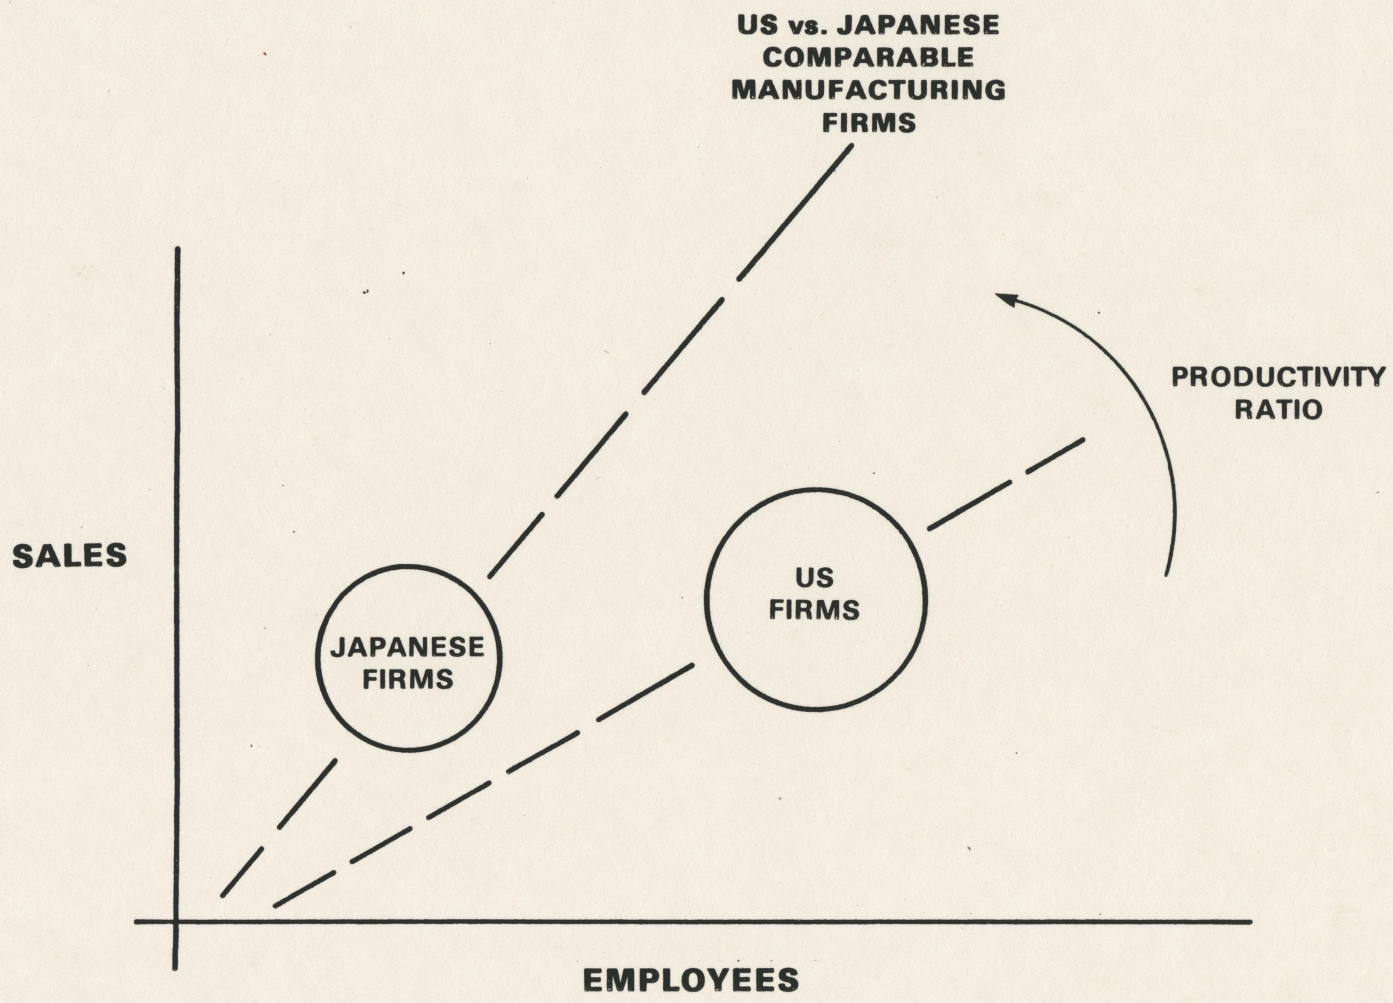 US vs. JAPANESE
COMPARABLE
MANUFACTURING
FIRMS
PRODUCTIVITY
RATIO
SALES
US
FIRMS
JAPANESE
FIRMS
EMPLOYEES